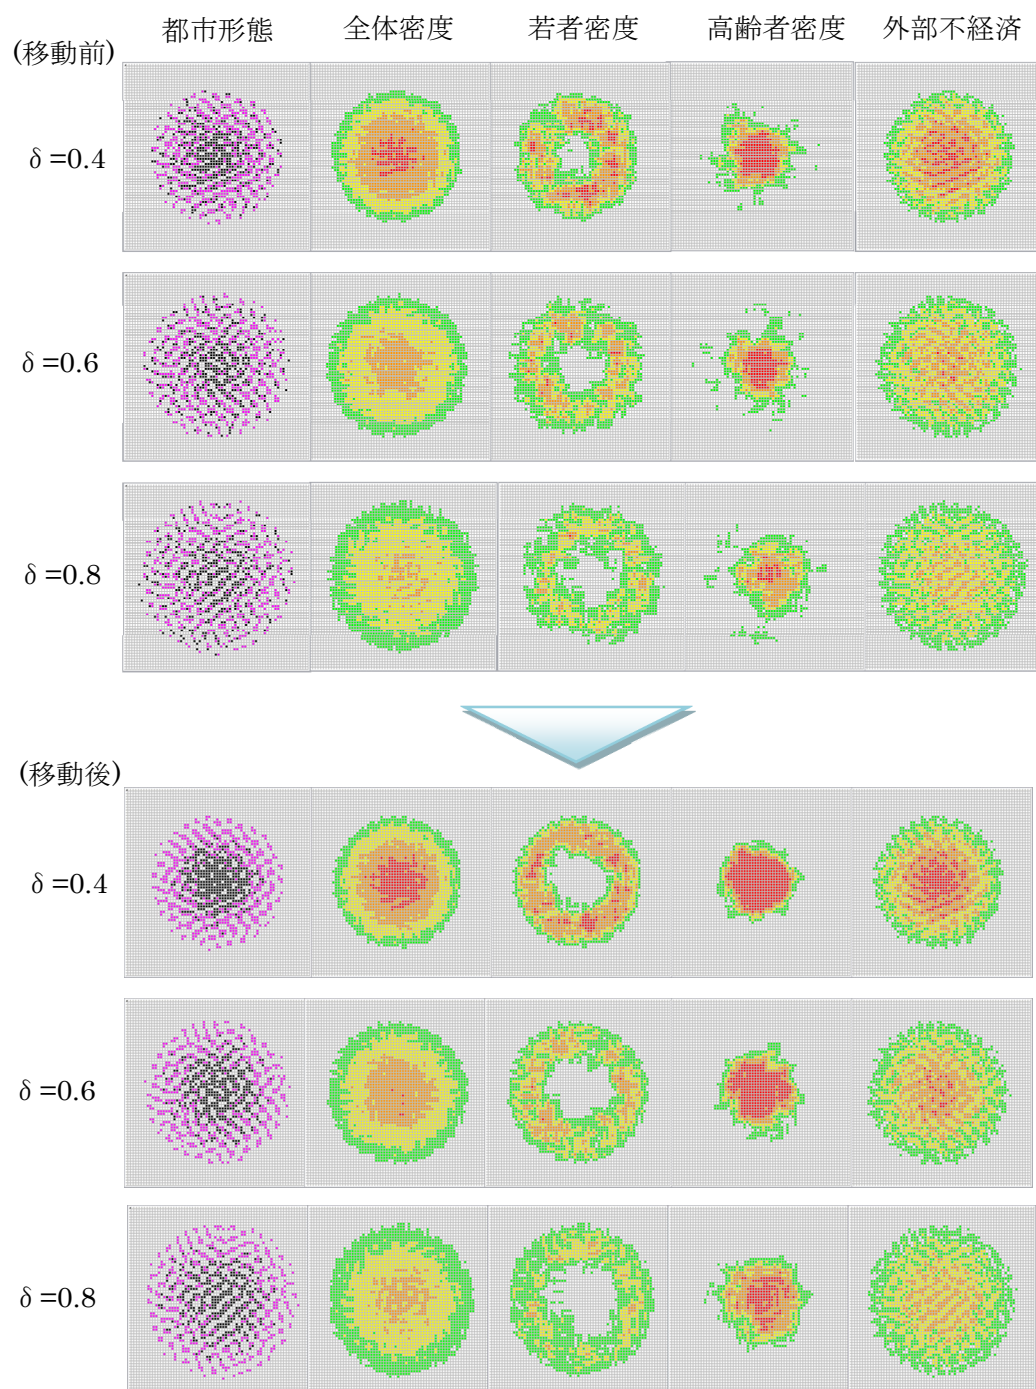 都市形態 全体密度 若者密度 高齢者密度 外部不経済
(移動前)
δ=0.4
δ=0.6
δ=0.8
(移動後)
δ=0.4
δ=0.6
δ=0.8